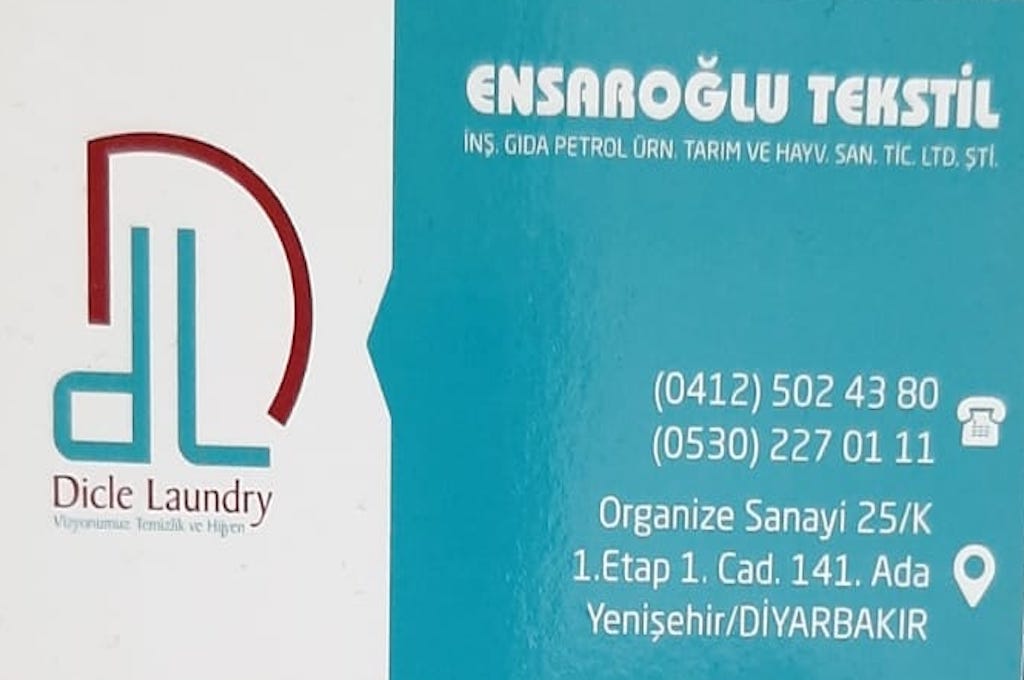 ENSAROĞLU TEKSTİL
İNŞ. GIDA PETROL ÜRN. TARIM VE HAYV. SAN. TİC. LTD. ŞTİ.
dL
Dicle Laundry
Vizyonumuz Temizlik ve Hijyen
(0412) 502 43 80
(0530) 227 01 11
Organize Sanayi 25/K
1.Etap 1. Cad. 141. Ada
Yenişehir/DİYARBAKIR